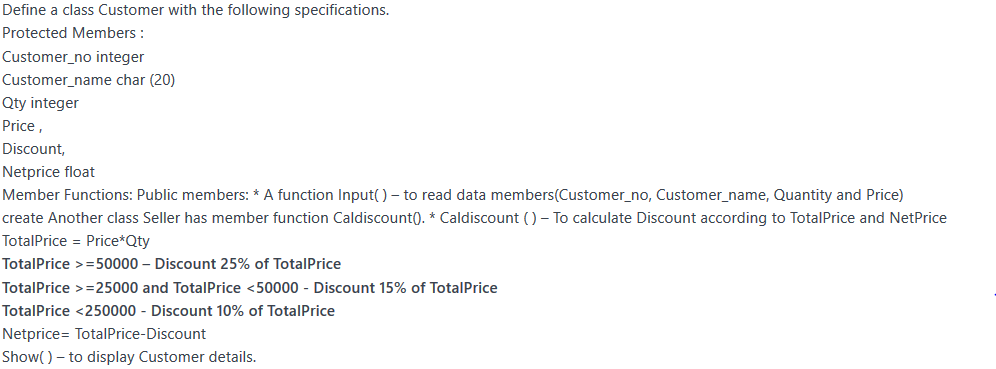 Define a class Customer with the following specifications.
Protected Members :
Customer_no integer
Customer_name char (20)
Qty integer
Price ,
Discount,
Netprice float
Member Functions: Public members: * A function Input( ) – to read data members(Customer_no, Customer_name, Quantity and Price)
create Another class Seller has member function Caldiscount(). * Caldiscount ( ) – To calculate Discount according to TotalPrice and NetPrice
TotalPrice = Price*Qty
TotalPrice >=50000 – Discount 25% of TotalPrice
TotalPrice >=25000 and TotalPrice <50000 - Discount 15% of TotalPrice
TotalPrice <250000 - Discount 10% of TotalPrice
Netprice= TotalPrice-Discount
Show( ) – to display Customer details.